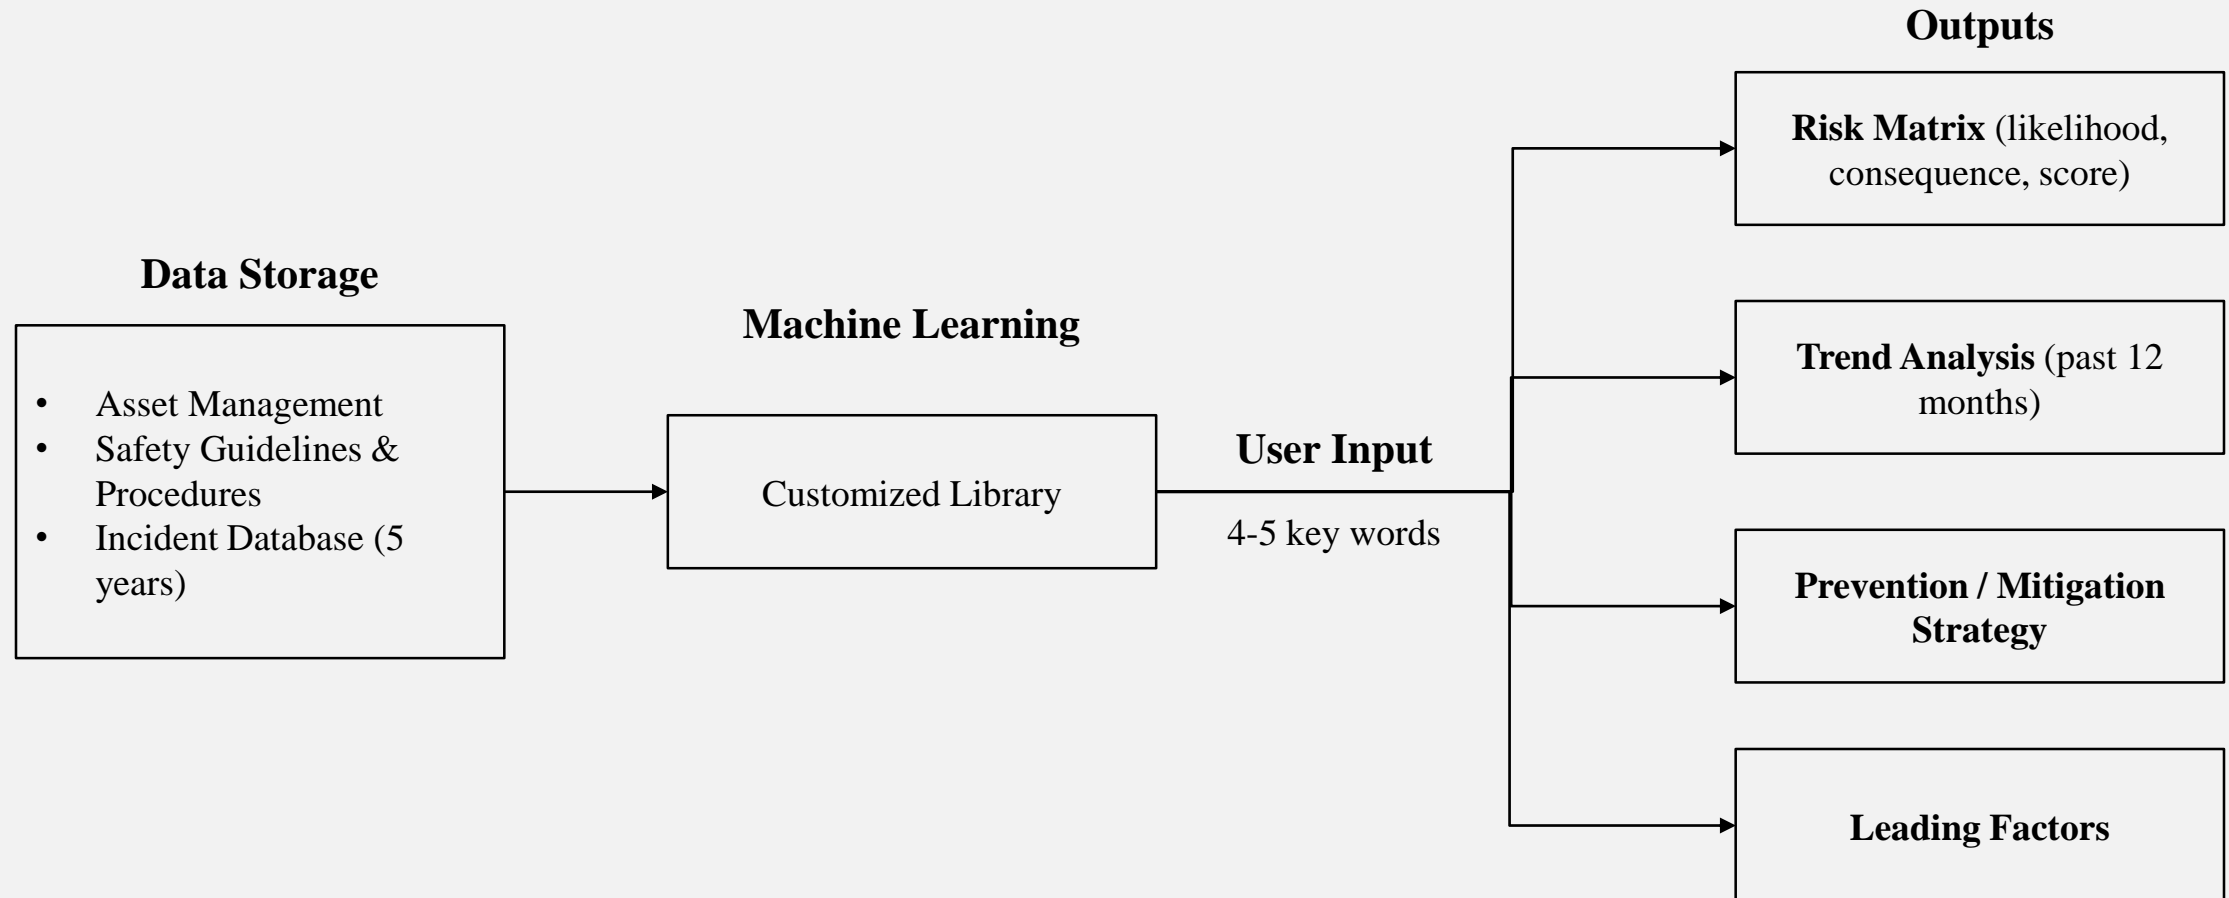 Data Storage
• Asset Management
• Safety Guidelines &
Procedures
• Incident Database (5
years)
Machine Learning
Customized Library
User Input
4-5 key words
Outputs
Risk Matrix (likelihood,
consequence, score)
Trend Analysis (past 12
months)
Prevention / Mitigation
Strategy
Leading Factors